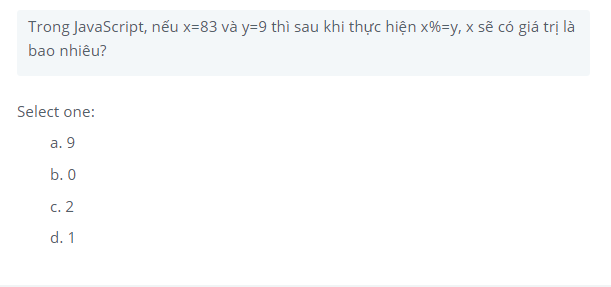 Trong JavaScript, nếu x=83 và y=9 thì sau khi thực hiện x%=y, x sẽ có giá trị là
bao nhiêu?
Select one:
a. 9
b. 0
c. 2
d. 1